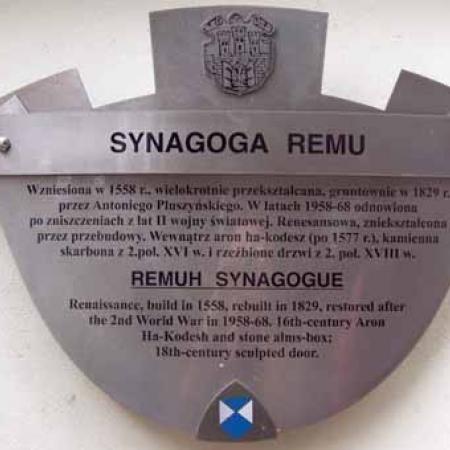 SYNAGOGA REMU
Wzniesiona w 1558 r., wielokrotnie przekształcana, gruntownie w 1829 r.
przez Antoniego Pluszyńskiego. W latach 1958-68 odnowiona
po zniszczeniach z lat II wojny światowej. Renesansowa, zniekształcona
przez przebudowy. Wewnątrz aron ha-kodesz (po 1577 r.), kamienna
skarbona z 2.pol. XVI w. i rzeźbione drzwi z 2. pol. XVIII w.
REMUH SYNAGOGUE
Renaissance, build in 1558, rebuilt in 1829, restored after
the 2nd World War in 1958-68. 16th-century Aron
Ha-Kodesh and stone alms-box;
18th-century sculpted door.